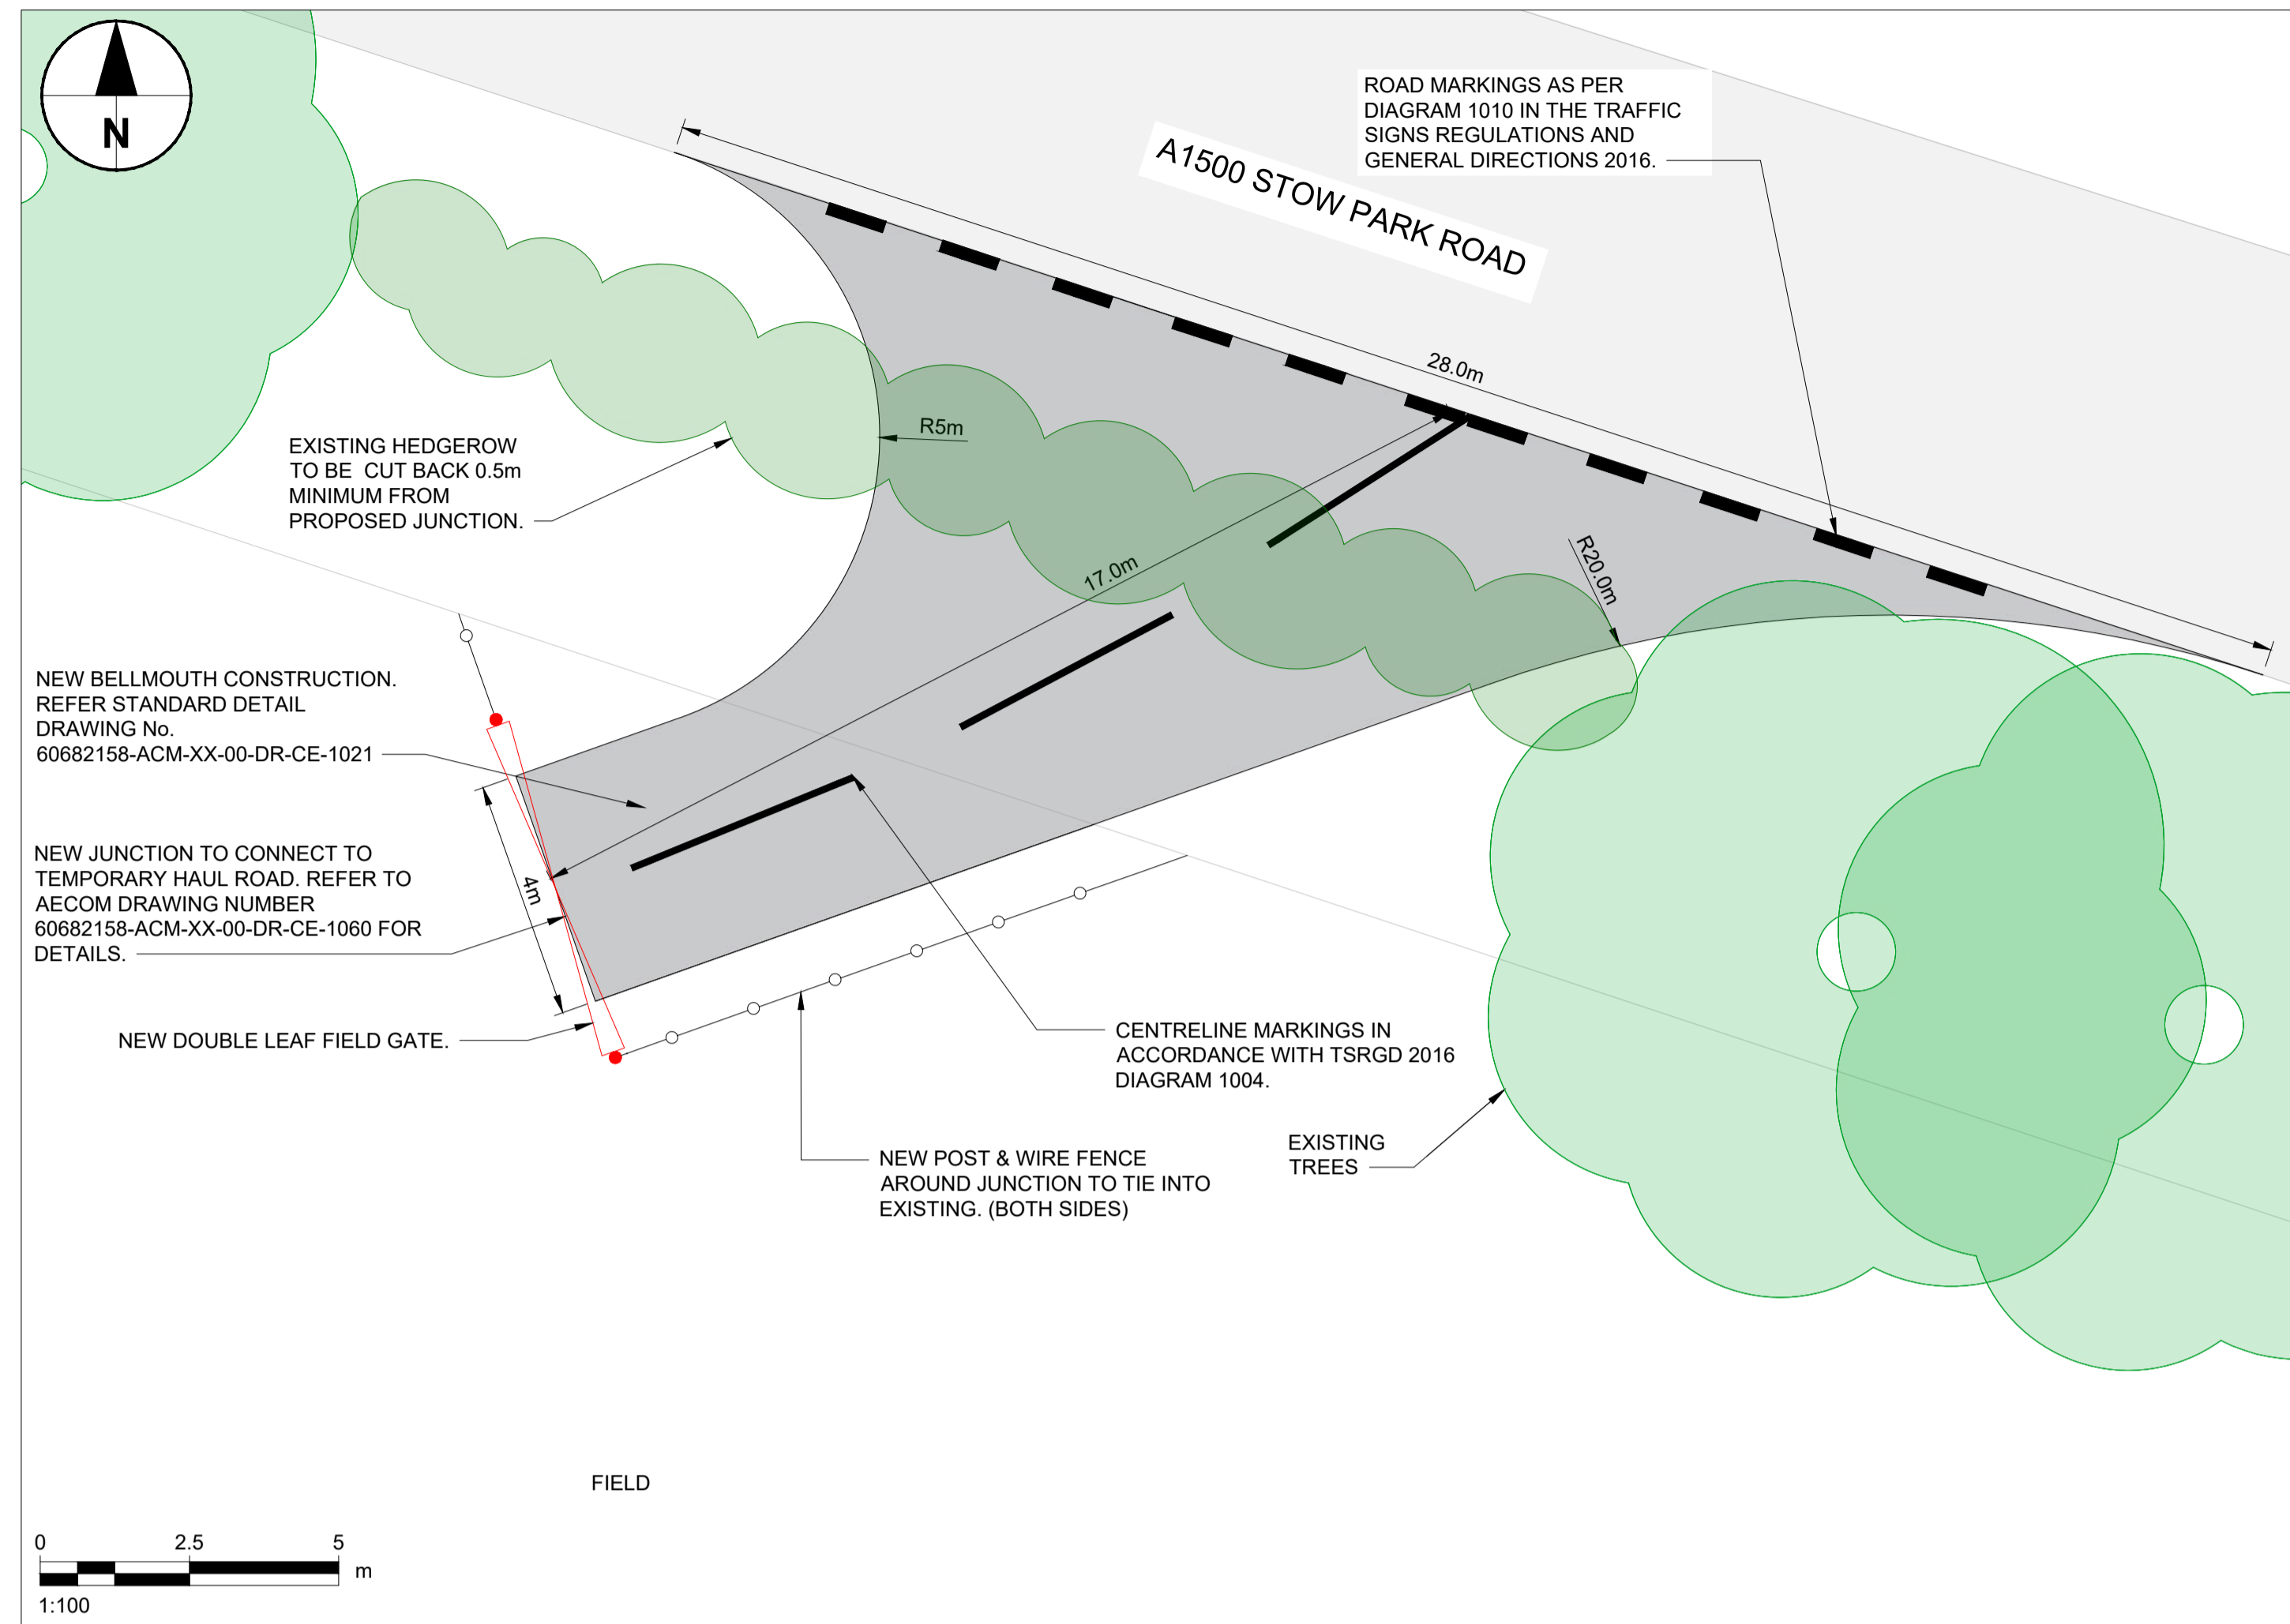 N
ROAD MARKINGS AS PER
DIAGRAM 1010 IN THE TRAFFIC
SIGNS REGULATIONS AND
GENERAL DIRECTIONS 2016.
A1500 STOW PARK ROAD
28.0m
R5m
EXISTING HEDGEROW
TO BE CUT BACK 0.5m
MINIMUM FROM
PROPOSED JUNCTION.
17.0m
R20.0m
NEW BELLMOUTH CONSTRUCTION.
REFER STANDARD DETAIL
DRAWING No.
60682158-ACM-XX-00-DR-CE-1021
NEW JUNCTION TO CONNECT TO
TEMPORARY HAUL ROAD. REFER TO
AECOM DRAWING NUMBER
60682158-ACM-XX-00-DR-CE-1060 FOR
DETAILS.
4m
NEW DOUBLE LEAF FIELD GATE.
CENTRELINE MARKINGS IN
ACCORDANCE WITH TSRGD 2016
DIAGRAM 1004.
NEW POST & WIRE FENCE
AROUND JUNCTION TO TIE INTO
EXISTING. (BOTH SIDES)
EXISTING
TREES
FIELD
0 2.5 5
m
1:100